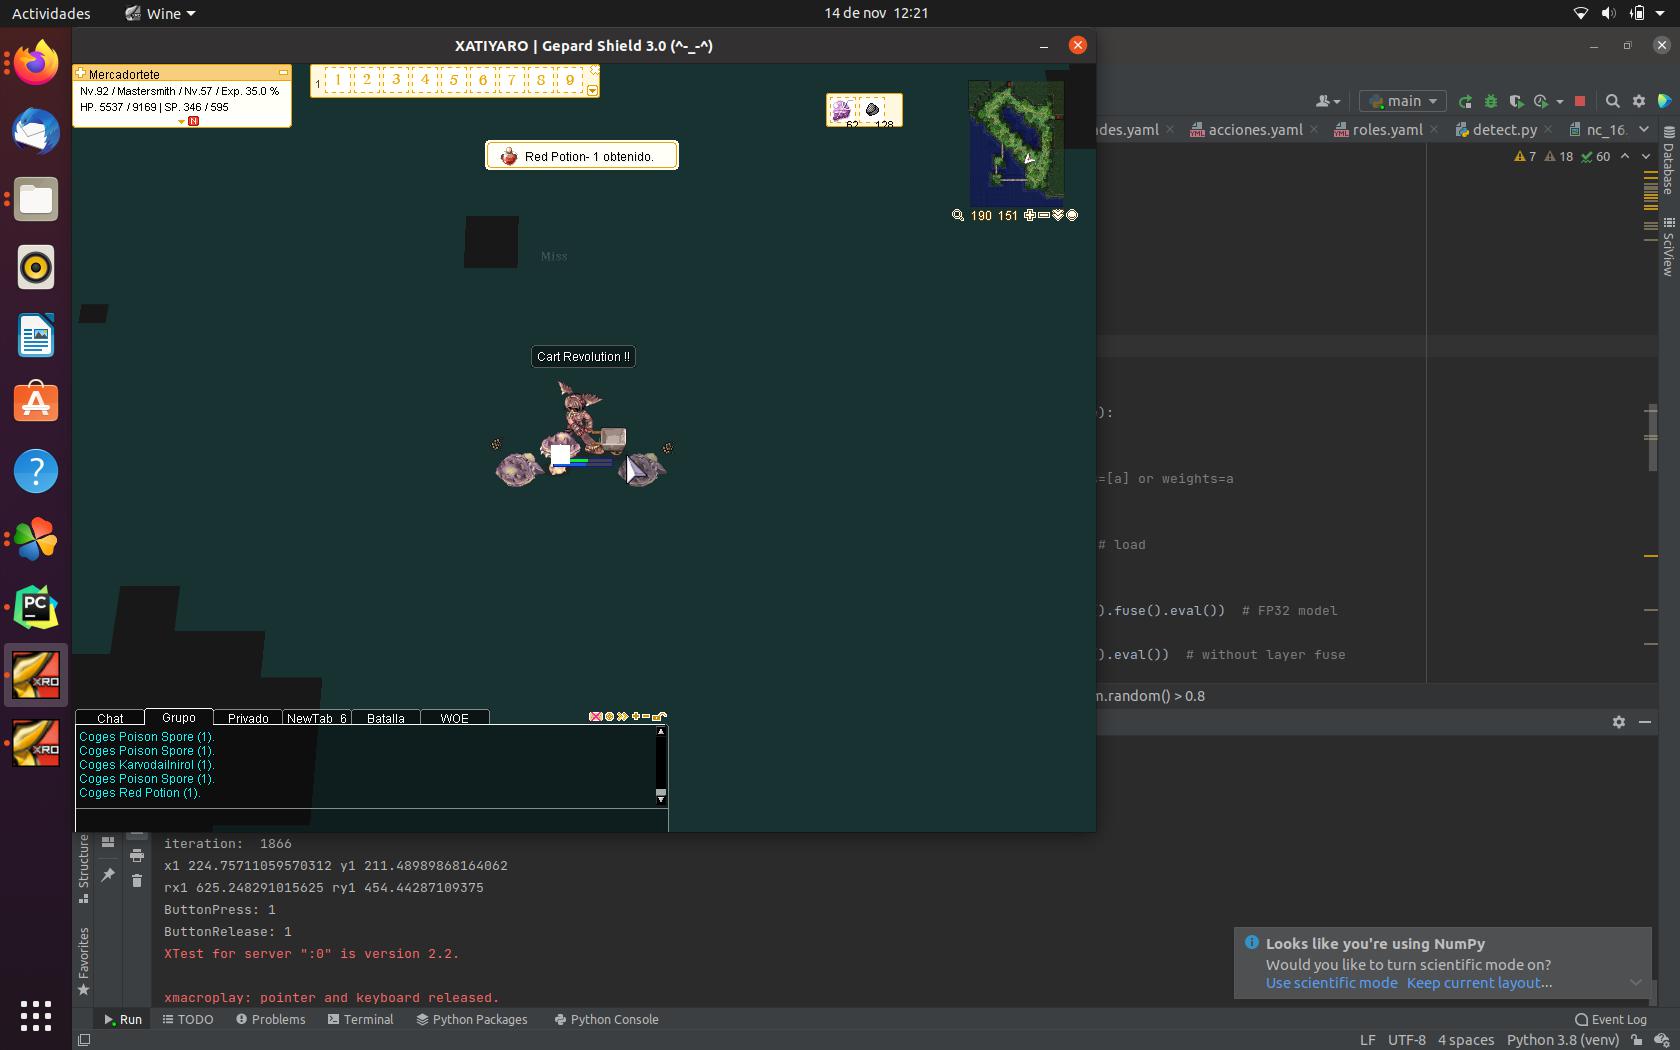 Actividades
Wine
14 de nov 12:21
XATIYARO | Gepard Shield 3.0 (^-_-^)
Mercadortete
Nv.92 / Mastersmith / Nv.57 / Exp. 35.0 %
HP. 5537 / 9169 | SP. 346 / 595
N
1 1 2 3 4 5 6 7 8 9
62 128
Red Potion- 1 obtenido.
190 151
Miss
Cart Revolution !!
Chat Grupo Privado NewTab_6 Batalla WOE
Coges Poison Spore (1).
Coges Poison Spore (1).
Coges Karvodailnirol (1).
Coges Poison Spore (1).
Coges Red Potion (1).
main
des.yaml acciones.yaml roles.yaml detect.py nc_16.
7 18 60
Database
SciView
):
=[a] or weights=a
# load
).fuse().eval()) # FP32 model
).eval()) # without layer fuse
m.random() > 0.8
Structure
Favorites
iteration: 1866
x1 224.75711059570312 y1 211.48989868164062
rx1 625.248291015625 ry1 454.44287109375
ButtonPress: 1
ButtonRelease: 1
XTest for server ":0" is version 2.2.
xmacroplay: pointer and keyboard released.
Looks like you're using NumPy
Would you like to turn scientific mode on?
Use scientific mode Keep current layout...
Run TODO Problems Terminal Python Packages Python Console
Event Log
LF UTF-8 4 spaces Python 3.8 (venv)
PC
XRO
XRO